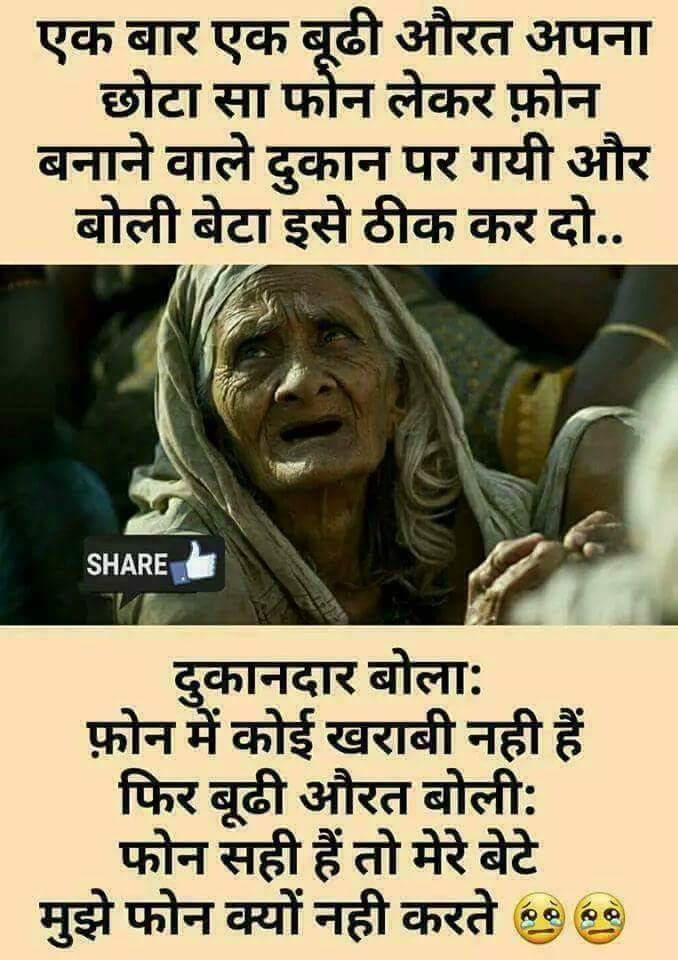 एक बार एक बूढी औरत अपना
छोटा सा फोन लेकर फ़ोन
बनाने वाले दुकान पर गयी और
बोली बेटा इसे ठीक कर दो..
SHARE
दुकानदार बोला:
फ़ोन में कोई खराबी नही हैं
फिर बूढी औरत बोली:
फोन सही हैं तो मेरे बेटे
मुझे फोन क्यों नही करते 😢😢